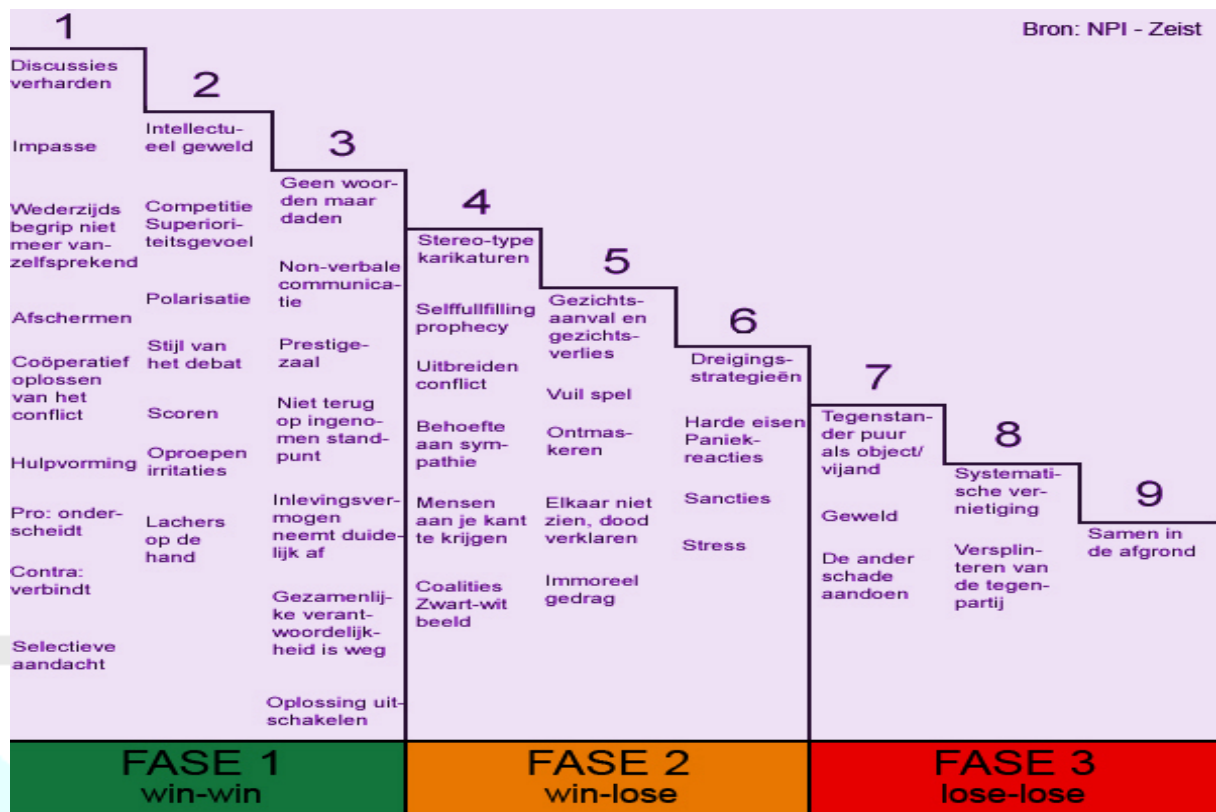 Bron: NPI - Zeist
1
Discussies
verharden
Impasse
Wederzijds
begrip niet
meer van-
zelfsprekend
Afschermen
Coöperatief
oplossen
van het
conflict
Hulpvorming
Pro: onder-
scheidt
Contra:
verbindt
Selectieve
aandacht
2
Intellectu-
eel geweld
Competitie
Superiori-
teitsgevoel
Polarisatie
Stijl van
het debat
Scoren
Oproepen
irritaties
Lachers
op de
hand
3
Geen woor-
den maar
daden
Non-verbale
communica-
tie
Prestige-
zaal
Niet terug
op ingeno-
men stand-
punt
Inlevingsver-
mogen
neemt duide-
lijk af
Gezamenlij-
ke verant-
woordelijk-
heid is weg
Oplossing uit-
schakelen
4
Stereo-type
karikaturen
Selffullfilling
prophecy
Uitbreiden
conflict
Behoefte
aan sym-
pathie
Mensen
aan je kant
te krijgen
Coalities
Zwart-wit
beeld
5
Gezichts-
aanval en
gezichts-
verlies
Vuil spel
Ontmas-
keren
Elkaar niet
zien, dood
verklaren
Immoreel
gedrag
6
Dreigings-
strategieën
Harde eisen
Paniek-
reacties
Sancties
Stress
7
Tegenstan-
der puur
als object/
vijand
Geweld
De ander
schade
aandoen
8
Systemati-
sche ver-
nietiging
Versplin-
teren van
de tegen-
partij
9
Samen in
de afgrond
FASE 1
win-win
FASE 2
win-lose
FASE 3
lose-lose